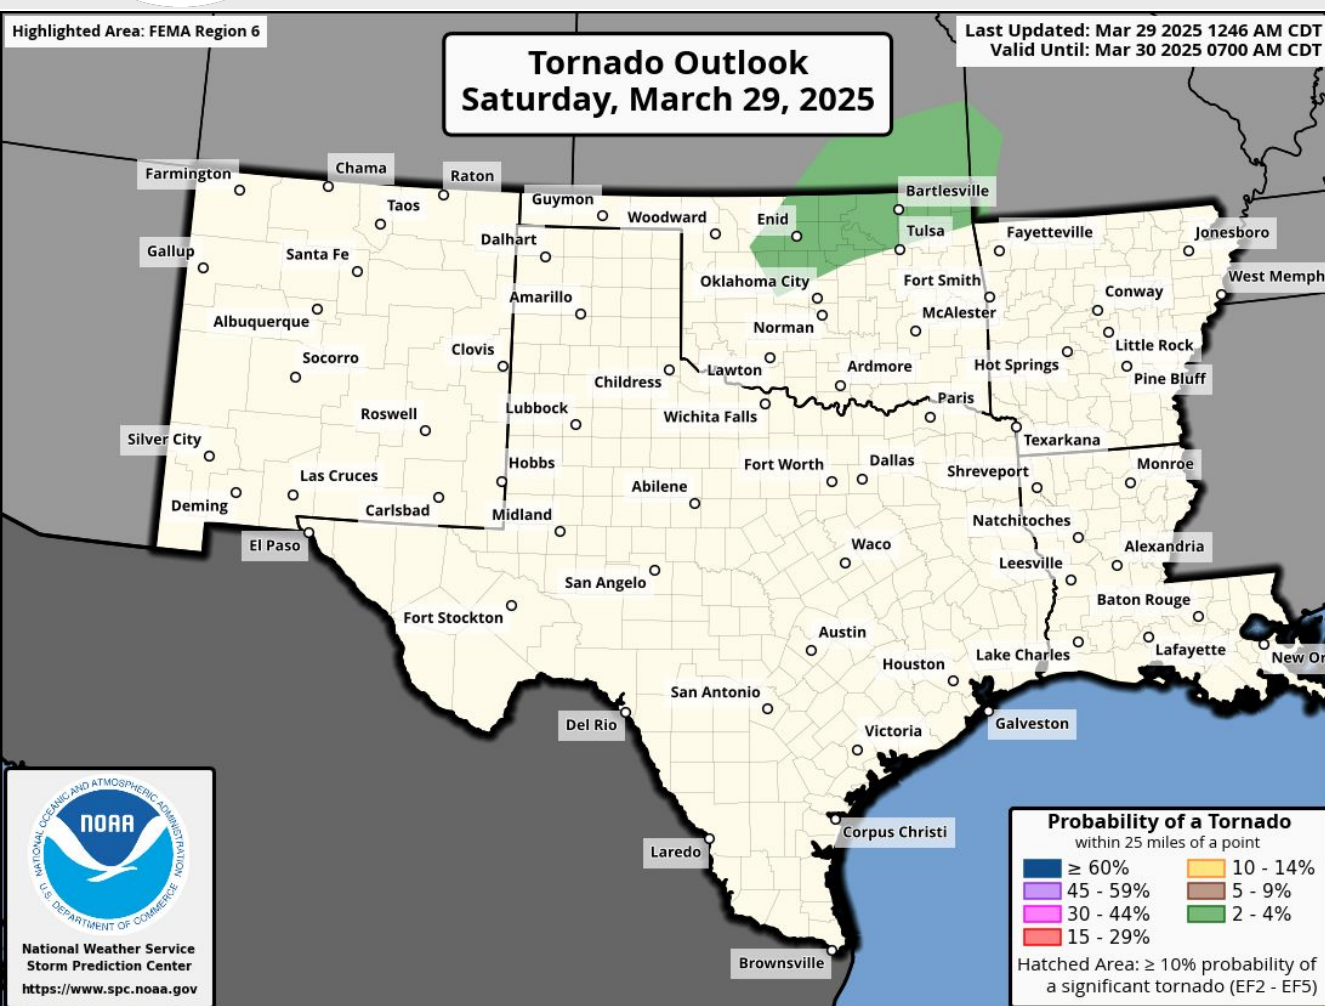 Highlighted Area: FEMA Region 6
Last Updated: Mar 29 2025 1246 AM CDT
Valid Until: Mar 30 2025 0700 AM CDT
Tornado Outlook
Saturday, March 29, 2025
Farmington
Chama
Raton
Taos
Guymon
Woodward
Enid
Bartlesville
Tulsa
Fayetteville
Jonesboro
Gallup
Santa Fe
Dalhart
Oklahoma City
Fort Smith
West Memph
Amarillo
Conway
Albuquerque
Norman
McAlester
Little Rock
Socorro
Clovis
Childress
Lawton
Ardmore
Hot Springs
Pine Bluff
Roswell
Lubbock
Wichita Falls
Paris
Silver City
Texarkana
Las Cruces
Hobbs
Fort Worth
Dallas
Shreveport
Monroe
Deming
Carlsbad
Abilene
Midland
Natchitoches
El Paso
Waco
Alexandria
San Angelo
Leesville
Fort Stockton
Baton Rouge
Austin
Houston
Lake Charles
Lafayette
New Or
San Antonio
Del Rio
Victoria
Galveston
Corpus Christi
Laredo
Brownsville
NATIONAL OCEANIC AND ATMOSPHERIC ADMINISTRATION
NOAA
U.S. DEPARTMENT OF COMMERCE
National Weather Service
Storm Prediction Center
https://www.spc.noaa.gov
Probability of a Tornado
within 25 miles of a point
≥ 60%
10 - 14%
45 - 59%
5 - 9%
30 - 44%
2 - 4%
15 - 29%
Hatched Area: ≥ 10% probability of
a significant tornado (EF2 - EF5)